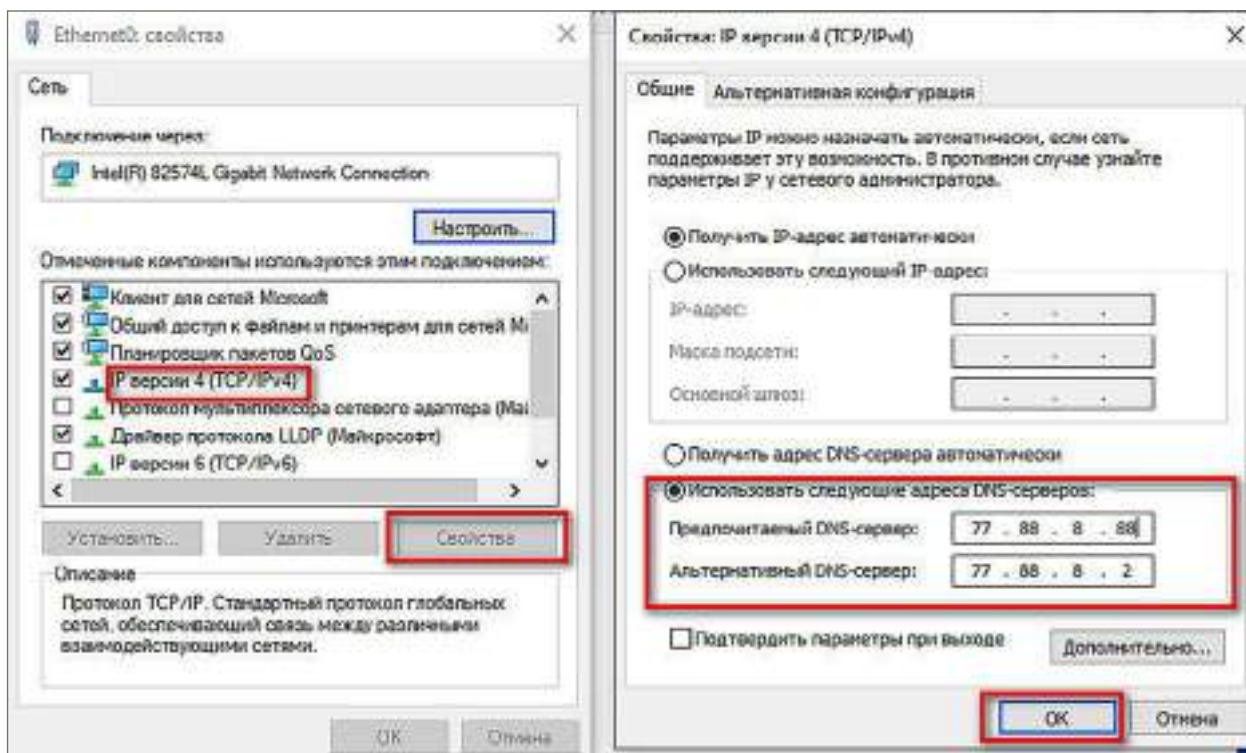 Ethernet0: свойства
Сеть
Подключение через:
Intel(R) 82574L Gigabit Network Connection
Настроить...
Отмеченные компоненты используются этим подключением:
Клиент для сетей Microsoft
Общий доступ к файлам и принтерам для сетей Mi
Планировщик пакетов QoS
IP версии 4 (TCP/IPv4)
Протокол мультиплексора сетевого адаптера (Май
Драйвер протокола LLDP (Майкрософт)
IP версии 6 (TCP/IPv6)
Установить...
Удалить
Свойства
Описание
Протокол TCP/IP. Стандартный протокол глобальных
сетей, обеспечивающий связь между различными
взаимодействующими сетями.
OK
Отмена
Свойства: IP версии 4 (TCP/IPv4)
Общие
Альтернативная конфигурация
Параметры IP можно назначать автоматически, если сеть
поддерживает эту возможность. В противном случае узнайте
параметры IP у сетевого администратора.
Получить IP-адрес автоматически
Использовать следующий IP-адрес:
IP-адрес:
Маска подсети:
Основной шлюз:
Получить адрес DNS-сервера автоматически
Использовать следующие адреса DNS-серверов:
Предпочитаемый DNS-сервер: 77 . 88 . 8 . 88
Альтернативный DNS-сервер: 77 . 88 . 8 . 2
Подтвердить параметры при выходе
Дополнительно...
OK
Отмена